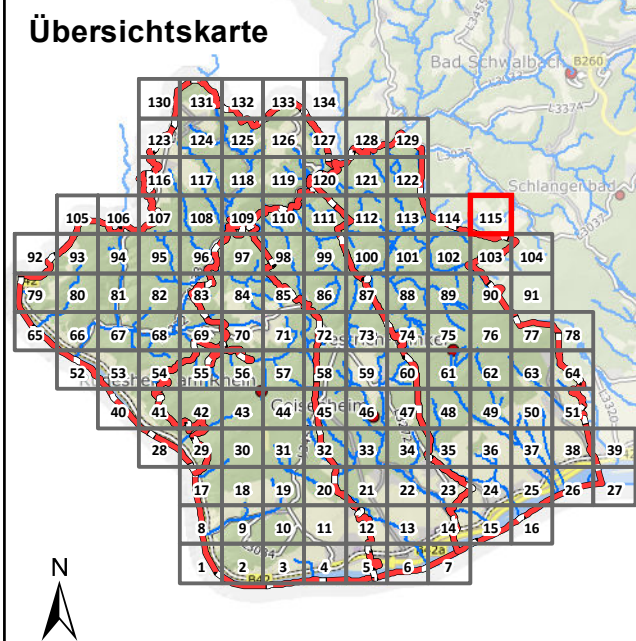 Übersichtskarte
Bad Schwalbach
B260
L3374
L3035
Schlangenbad
130 131 132 133 134
123 124 125 126 127 128 129
116 117 118 119 120 121 122
105 106 107 108 109 110 111 112 113 114 115
92 93 94 95 96 97 98 99 100 101 102 103 104
79 80 81 82 83 84 85 86 87 88 89 90 91
65 66 67 68 69 70 71 72 73 74 75 76 77 78
52 53 54 55 56 57 58 59 60 61 62 63 64
40 41 42 43 44 45 46 47 48 49 50 51
28 29 30 31 32 33 34 35 36 37 38 39
17 18 19 20 21 22 23 24 25 26 27
8 9 10 11 12 13 14 15 16
1 2 3 4 5 6 7
L3034
B42
B42a
N